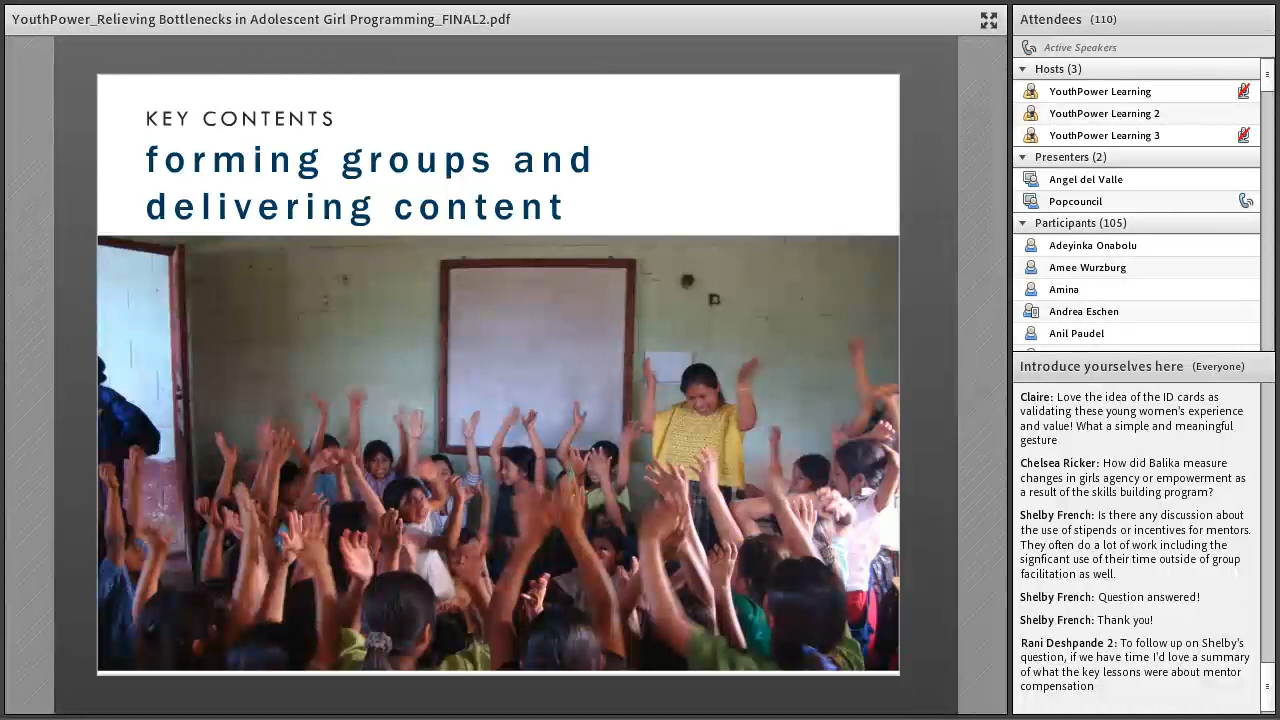 YouthPower_Relieving Bottlenecks in Adolescent Girl Programming_FINAL2.pdf
KEY CONTENTS
forming groups and
delivering content
Attendees (110)
Active Speakers
Hosts (3)
YouthPower Learning
YouthPower Learning 2
YouthPower Learning 3
Presenters (2)
Angel del Valle
Popcouncil
Participants (105)
Adeyinka Onabolu
Amee Wurzburg
Amina
Andrea Eschen
Anil Paudel
Introduce yourselves here (Everyone)
Claire: Love the idea of the ID cards as
validating these young women's experience
and value! What a simple and meaningful
gesture
Chelsea Ricker: How did Balika measure
changes in girls agency or empowerment as
a result of the skills building program?
Shelby French: Is there any discussion about
the use of stipends or incentives for mentors.
They often do a lot of work including the
signficant use of their time outside of group
facilitation as well.
Shelby French: Question answered!
Shelby French: Thank you!
Rani Deshpande 2: To follow up on Shelby's
question, if we have time I'd love a summary
of what the key lessons were about mentor
compensation